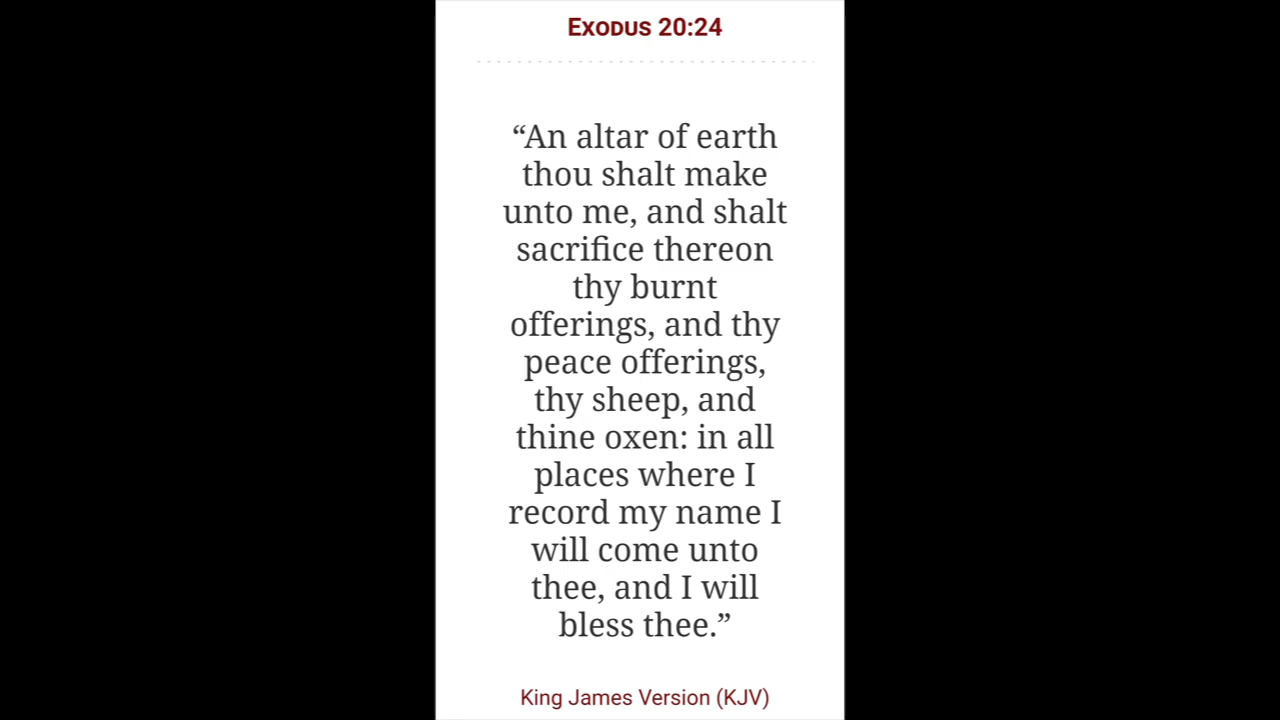 Exodus 20:24
“An altar of earth
thou shalt make
unto me, and shalt
sacrifice thereon
thy burnt
offerings, and thy
peace offerings,
thy sheep, and
thine oxen: in all
places where I
record my name I
will come unto
thee, and I will
bless thee.”
King James Version (KJV)